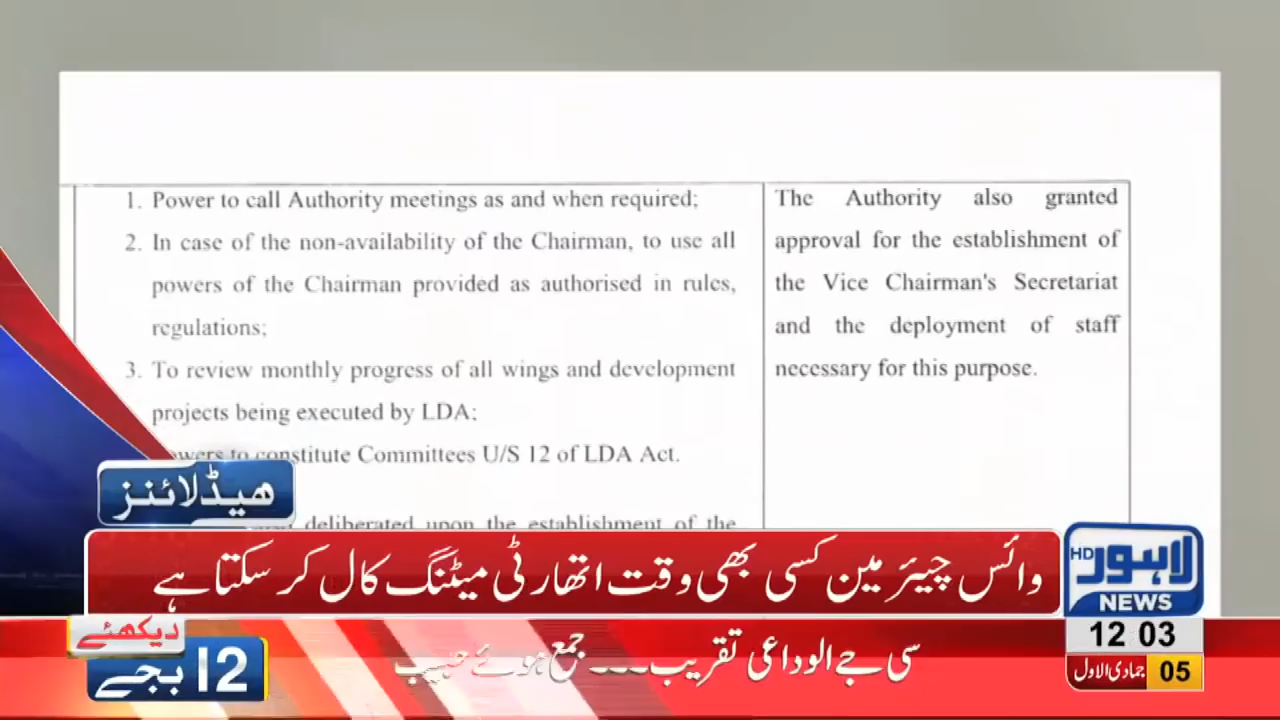 1. Power to call Authority meetings as and when required;
2. In case of the non-availability of the Chairman, to use all
powers of the Chairman provided as authorised in rules,
regulations;
3. To review monthly progress of all wings and development
projects being executed by LDA;
to constitute Committees U/S 12 of LDA Act.
deliberated upon the establishment of the
The Authority also granted
approval for the establishment of
the Vice Chairman's Secretariat
and the deployment of staff
necessary for this purpose.
ھیڈلائنز
وائس چیئر مین کسی بھی وقت اتھارٹی میٹنگ کال کر سکتا ہے
HD لاہور
NEWS
12 03
05 جمادی الاول
دیکھئے
12 بجے
سی جے الوداعی تقریب۔۔۔ جمع ہوئے حبیب